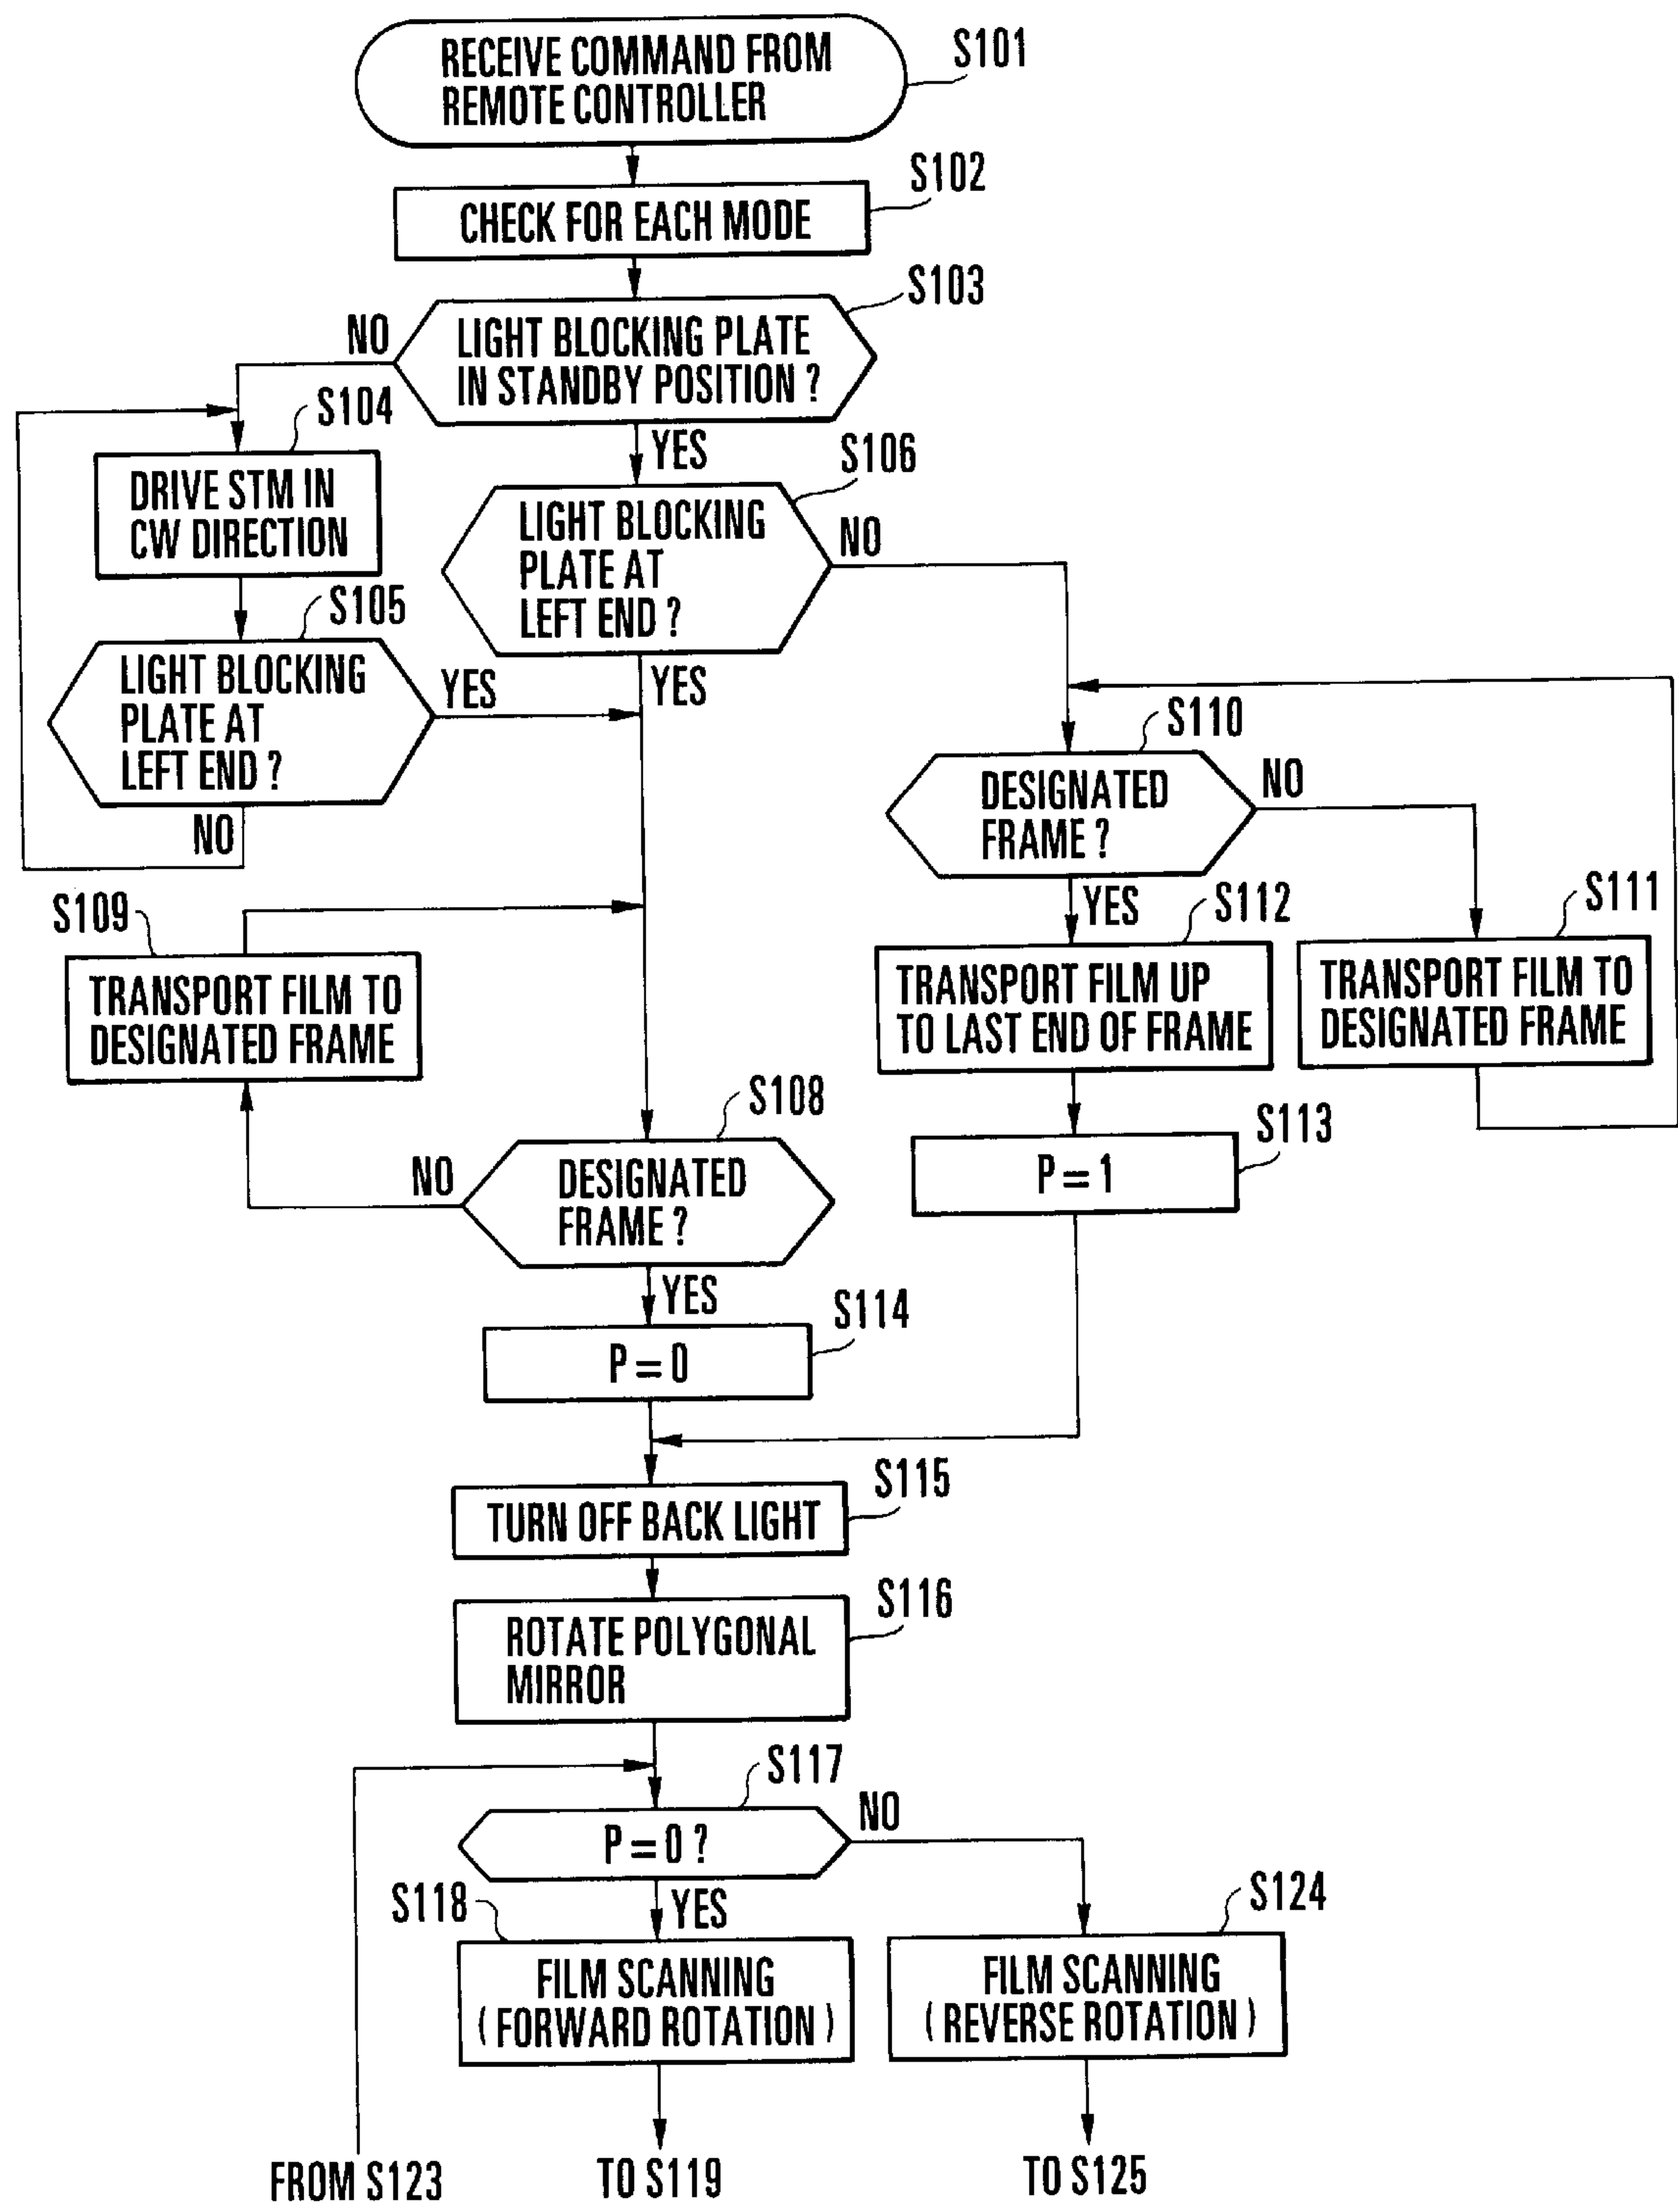 RECEIVE COMMAND FROM
REMOTE CONTROLLER
S101
CHECK FOR EACH MODE
S102
LIGHT BLOCKING PLATE
IN STANDBY POSITION ?
S103
NO
YES
DRIVE STM IN
CW DIRECTION
S104
LIGHT BLOCKING
PLATE AT
LEFT END ?
S105
YES
NO
LIGHT BLOCKING
PLATE AT
LEFT END ?
S106
NO
YES
DESIGNATED
FRAME ?
S110
NO
YES
TRANSPORT FILM TO
DESIGNATED FRAME
S111
TRANSPORT FILM UP
TO LAST END OF FRAME
S112
P = 1
S113
TRANSPORT FILM TO
DESIGNATED FRAME
S109
DESIGNATED
FRAME ?
S108
NO
YES
P = 0
S114
TURN OFF BACK LIGHT
S115
ROTATE POLYGONAL
MIRROR
S116
P = 0 ?
S117
NO
YES
FILM SCANNING
( FORWARD ROTATION )
S118
FILM SCANNING
( REVERSE ROTATION )
S124
FROM S123
TO S119
TO S125